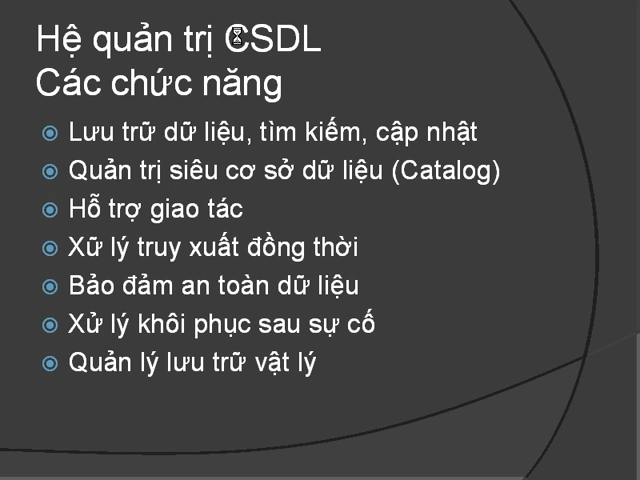 Hệ quản trị CSDL
Các chức năng
Lưu trữ dữ liệu, tìm kiếm, cập nhật
Quản trị siêu cơ sở dữ liệu (Catalog)
Hỗ trợ giao tác
Xữ lý truy xuất đồng thời
Bảo đảm an toàn dữ liệu
Xử lý khôi phục sau sự cố
Quản lý lưu trữ vật lý